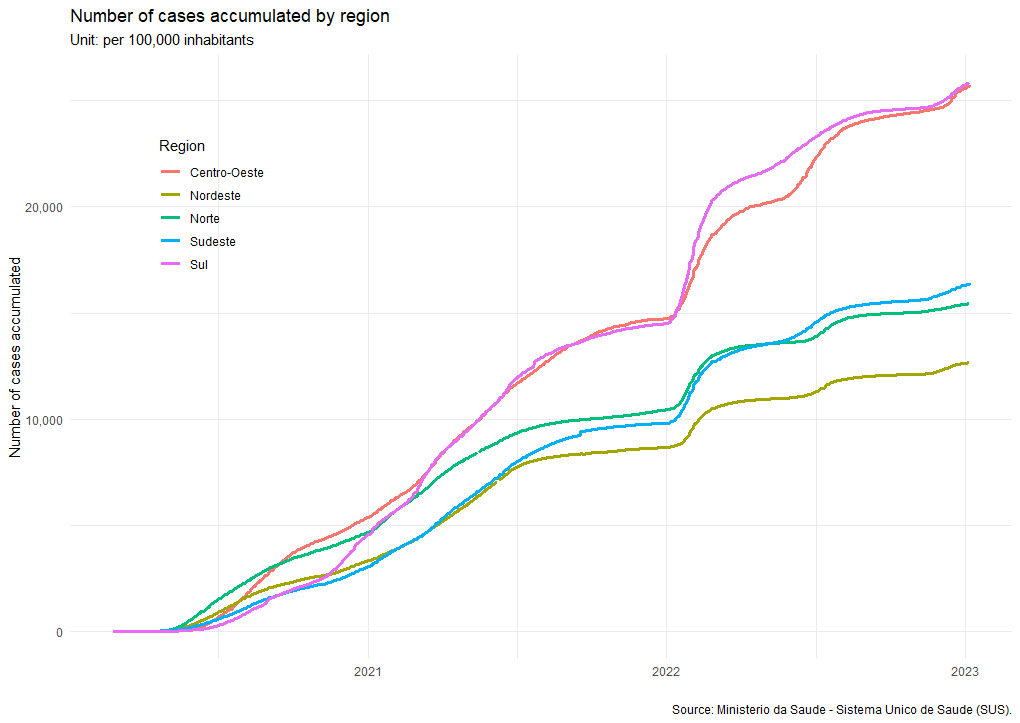 Number of cases accumulated by region
Unit: per 100,000 inhabitants
Region
Centro-Oeste
Nordeste
Norte
Sudeste
Sul
Number of cases accumulated
20,000
10,000
0
2021
2022
2023
Source: Ministerio da Saude - Sistema Unico de Saude (SUS).